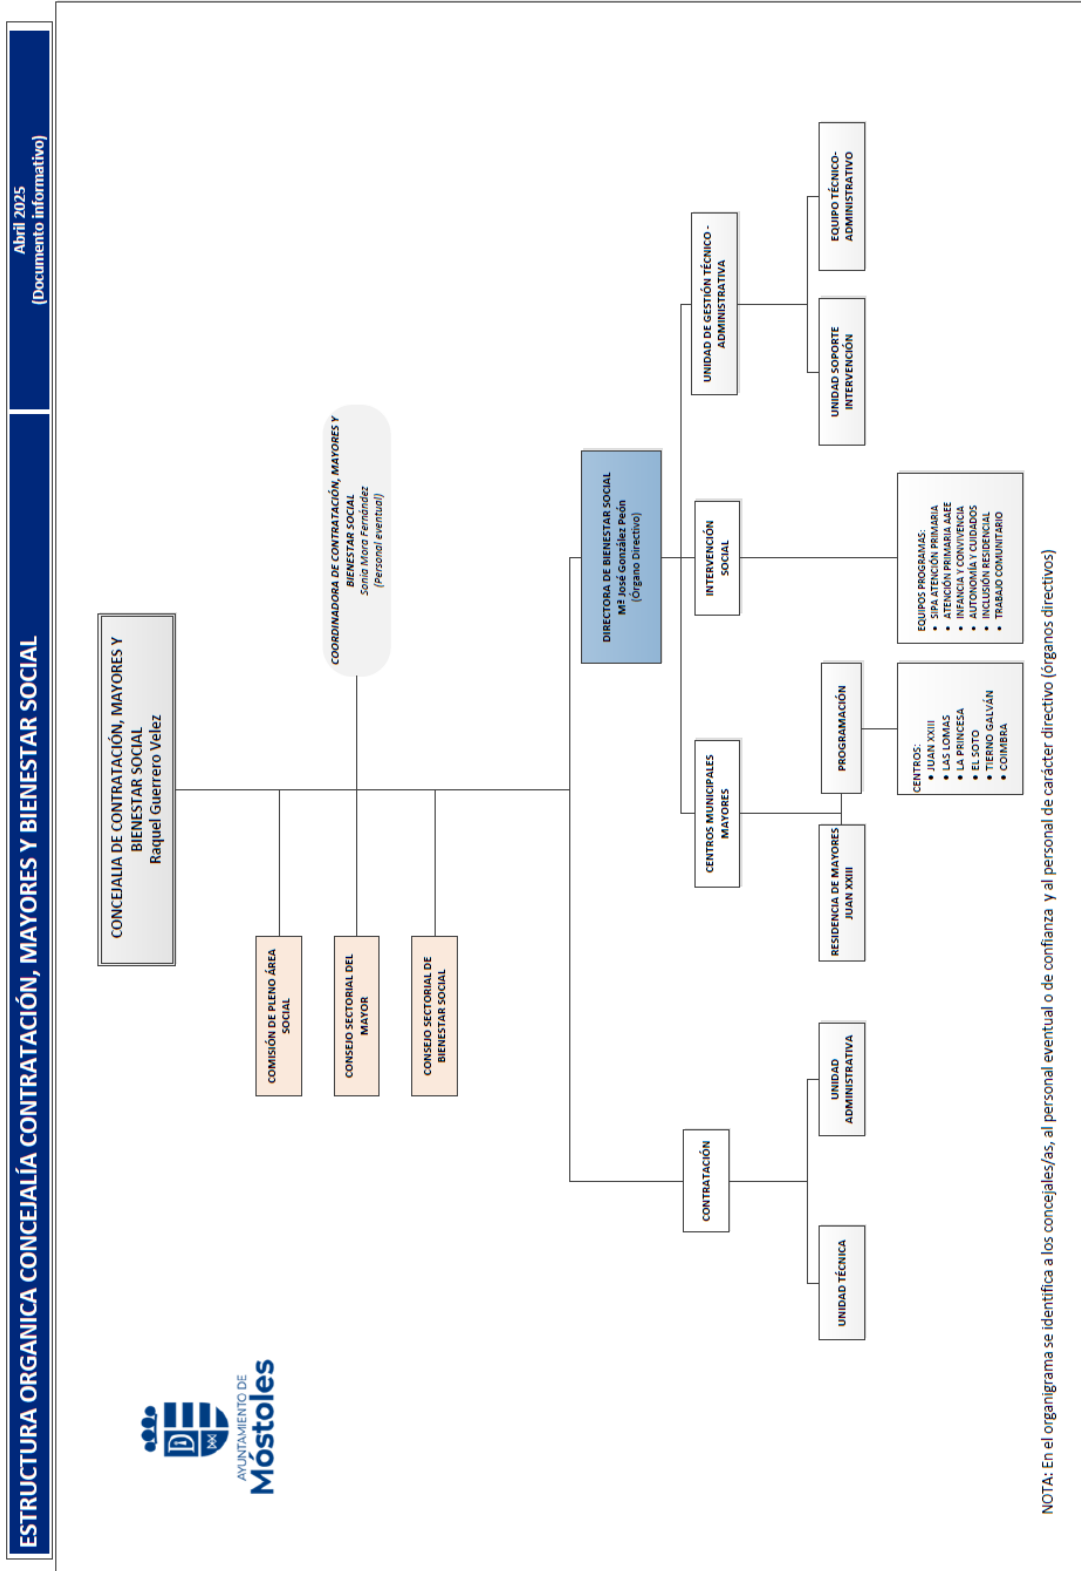 ESTRUCTURA ORGANICA CONCEJALÍA CONTRATACIÓN, MAYORES Y BIENESTAR SOCIAL
Abril 2025
(Documento informativo)
AYUNTAMIENTO DE
Móstoles
CONCEJALIA DE CONTRATACIÓN, MAYORES Y
BIENESTAR SOCIAL
Raquel Guerrero Velez
COMISIÓN DE PLENO ÁREA
SOCIAL
CONSEJO SECTORIAL DEL
MAYOR
CONSEJO SECTORIAL DE
BIENESTAR SOCIAL
COORDINADORA DE CONTRATACIÓN, MAYORES Y
BIENESTAR SOCIAL
Sonia Mora Fernández
(Personal eventual)
DIRECTORA DE BIENESTAR SOCIAL
Mª José González Peón
(Órgano Directivo)
CONTRATACIÓN
CENTROS MUNICIPALES
MAYORES
INTERVENCIÓN
SOCIAL
UNIDAD DE GESTIÓN TÉCNICO -
ADMINISTRATIVA
UNIDAD TÉCNICA
UNIDAD
ADMINISTRATIVA
RESIDENCIA DE MAYORES
JUAN XXIII
PROGRAMACIÓN
UNIDAD SOPORTE
INTERVENCIÓN
EQUIPO TÉCNICO-
ADMINISTRATIVO
CENTROS:
• JUAN XXIII
• LAS LOMAS
• LA PRINCESA
• EL SOTO
• TIERNO GALVÁN
• COIMBRA
EQUIPOS PROGRAMAS:
• SIPA ATENCIÓN PRIMARIA
• ATENCIÓN PRIMARIA AAEE
• INFANCIA Y CONVIVENCIA
• AUTONOMÍA Y CUIDADOS
• INCLUSIÓN RESIDENCIAL
• TRABAJO COMUNITARIO
NOTA: En el organigrama se identifica a los concejales/as, al personal eventual o de confianza y al personal de carácter directivo (órganos directivos)